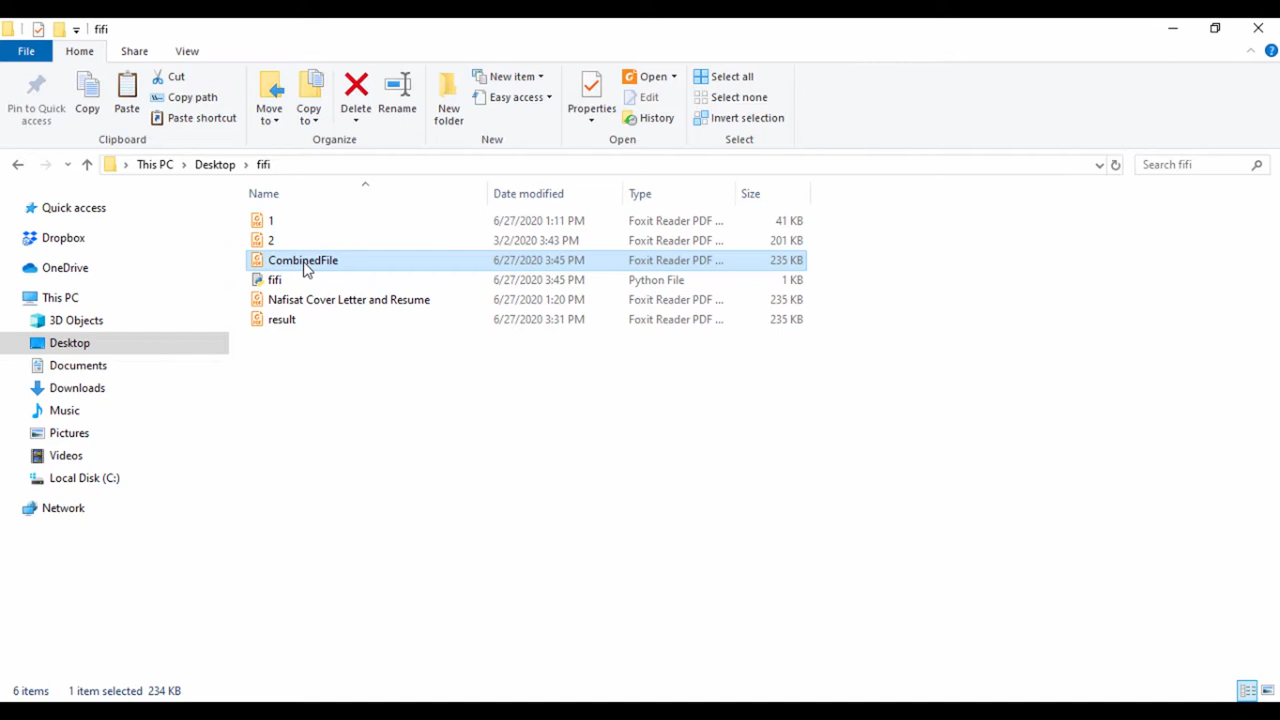 fifi
File Home Share View
Pin to Quick access
Copy
Paste
Cut
Copy path
Paste shortcut
Clipboard
Move to
Copy to
Delete
Rename
Organize
New folder
New item
Easy access
New
Properties
Open
Edit
History
Open
Select all
Select none
Invert selection
Select
This PC > Desktop > fifi
Search fifi
Name Date modified Type Size
1 6/27/2020 1:11 PM Foxit Reader PDF ... 41 KB
2 3/2/2020 3:43 PM Foxit Reader PDF ... 201 KB
CombinedFile 6/27/2020 3:45 PM Foxit Reader PDF ... 235 KB
fifi 6/27/2020 3:45 PM Python File 1 KB
Nafisat Cover Letter and Resume 6/27/2020 1:20 PM Foxit Reader PDF ... 235 KB
result 6/27/2020 3:31 PM Foxit Reader PDF ... 235 KB
Quick access
Dropbox
OneDrive
This PC
3D Objects
Desktop
Documents
Downloads
Music
Pictures
Videos
Local Disk (C:)
Network
6 items 1 item selected 234 KB